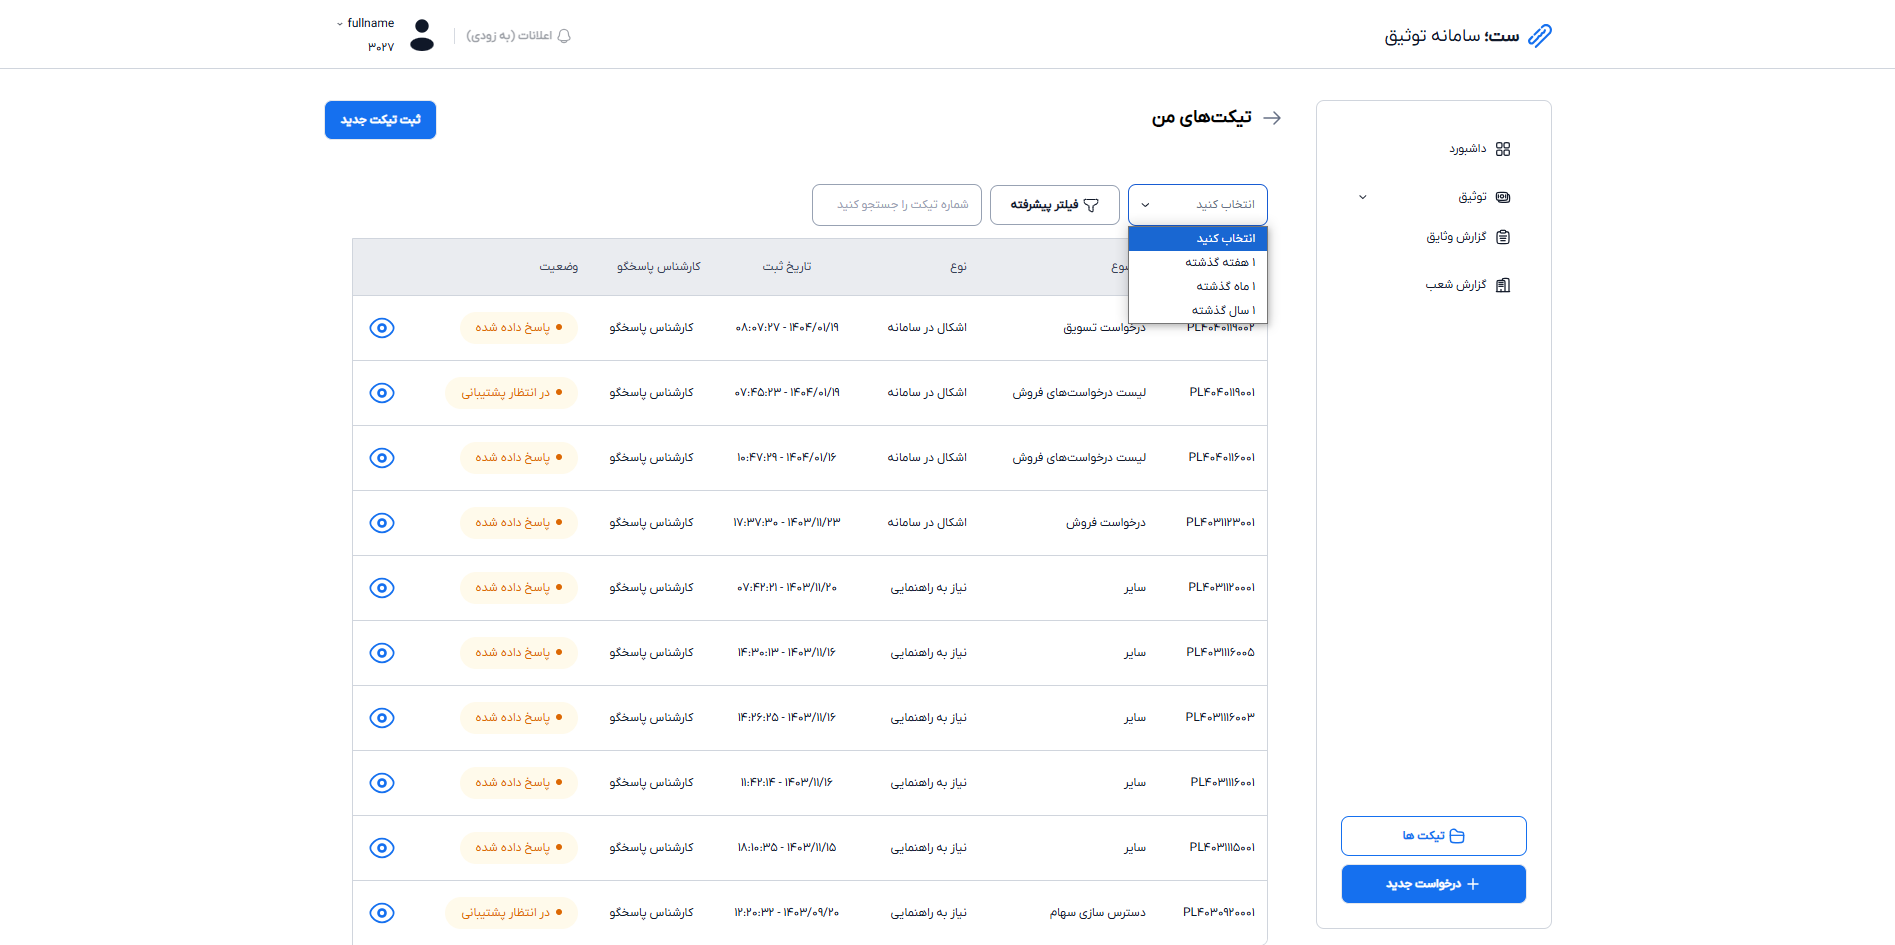 ست؛ سامانه توثیق
اعلانات (به زودی)
fullname
۳۰۲۷
داشبورد
توثیق
گزارش وثایق
گزارش شعب
تیکت ها
درخواست جدید
تیکت‌های من
ثبت تیکت جدید
انتخاب کنید
فیلتر پیشرفته
شماره تیکت را جستجو کنید
انتخاب کنید
۱ هفته گذشته
۱ ماه گذشته
۱ سال گذشته
نوع تاریخ ثبت کارشناس پاسخگو وضعیت
PL۴۰۴۰۱۱۹۰۰۲ درخواست تسویق اشکال در سامانه ۱۴۰۴/۰۱/۱۹ - ۰۸:۰۷:۲۷ کارشناس پاسخگو پاسخ داده شده
PL۴۰۴۰۱۱۹۰۰۱ لیست درخواست‌های فروش اشکال در سامانه ۱۴۰۴/۰۱/۱۹ - ۰۷:۴۵:۲۳ کارشناس پاسخگو در انتظار پشتیبانی
PL۴۰۴۰۱۱۶۰۰۱ لیست درخواست‌های فروش اشکال در سامانه ۱۴۰۴/۰۱/۱۶ - ۱۰:۴۷:۲۹ کارشناس پاسخگو پاسخ داده شده
PL۴۰۳۱۱۲۳۰۰۱ درخواست فروش اشکال در سامانه ۱۴۰۳/۱۱/۲۳ - ۱۷:۳۷:۳۰ کارشناس پاسخگو پاسخ داده شده
PL۴۰۳۱۱۲۰۰۰۱ سایر نیاز به راهنمایی ۱۴۰۳/۱۱/۲۰ - ۰۷:۴۲:۲۱ کارشناس پاسخگو پاسخ داده شده
PL۴۰۳۱۱۱۶۰۰۵ سایر نیاز به راهنمایی ۱۴۰۳/۱۱/۱۶ - ۱۴:۳۰:۱۳ کارشناس پاسخگو پاسخ داده شده
PL۴۰۳۱۱۱۶۰۰۳ سایر نیاز به راهنمایی ۱۴۰۳/۱۱/۱۶ - ۱۴:۲۶:۲۵ کارشناس پاسخگو پاسخ داده شده
PL۴۰۳۱۱۱۶۰۰۱ سایر نیاز به راهنمایی ۱۴۰۳/۱۱/۱۶ - ۱۱:۴۲:۱۴ کارشناس پاسخگو پاسخ داده شده
PL۴۰۳۱۱۱۵۰۰۱ سایر نیاز به راهنمایی ۱۴۰۳/۱۱/۱۵ - ۱۸:۱۰:۳۵ کارشناس پاسخگو پاسخ داده شده
PL۴۰۳۰۹۲۰۰۰۱ دسترس سازی سهام نیاز به راهنمایی ۱۴۰۳/۰۹/۲۰ - ۱۲:۲۰:۳۲ کارشناس پاسخگو در انتظار پشتیبانی